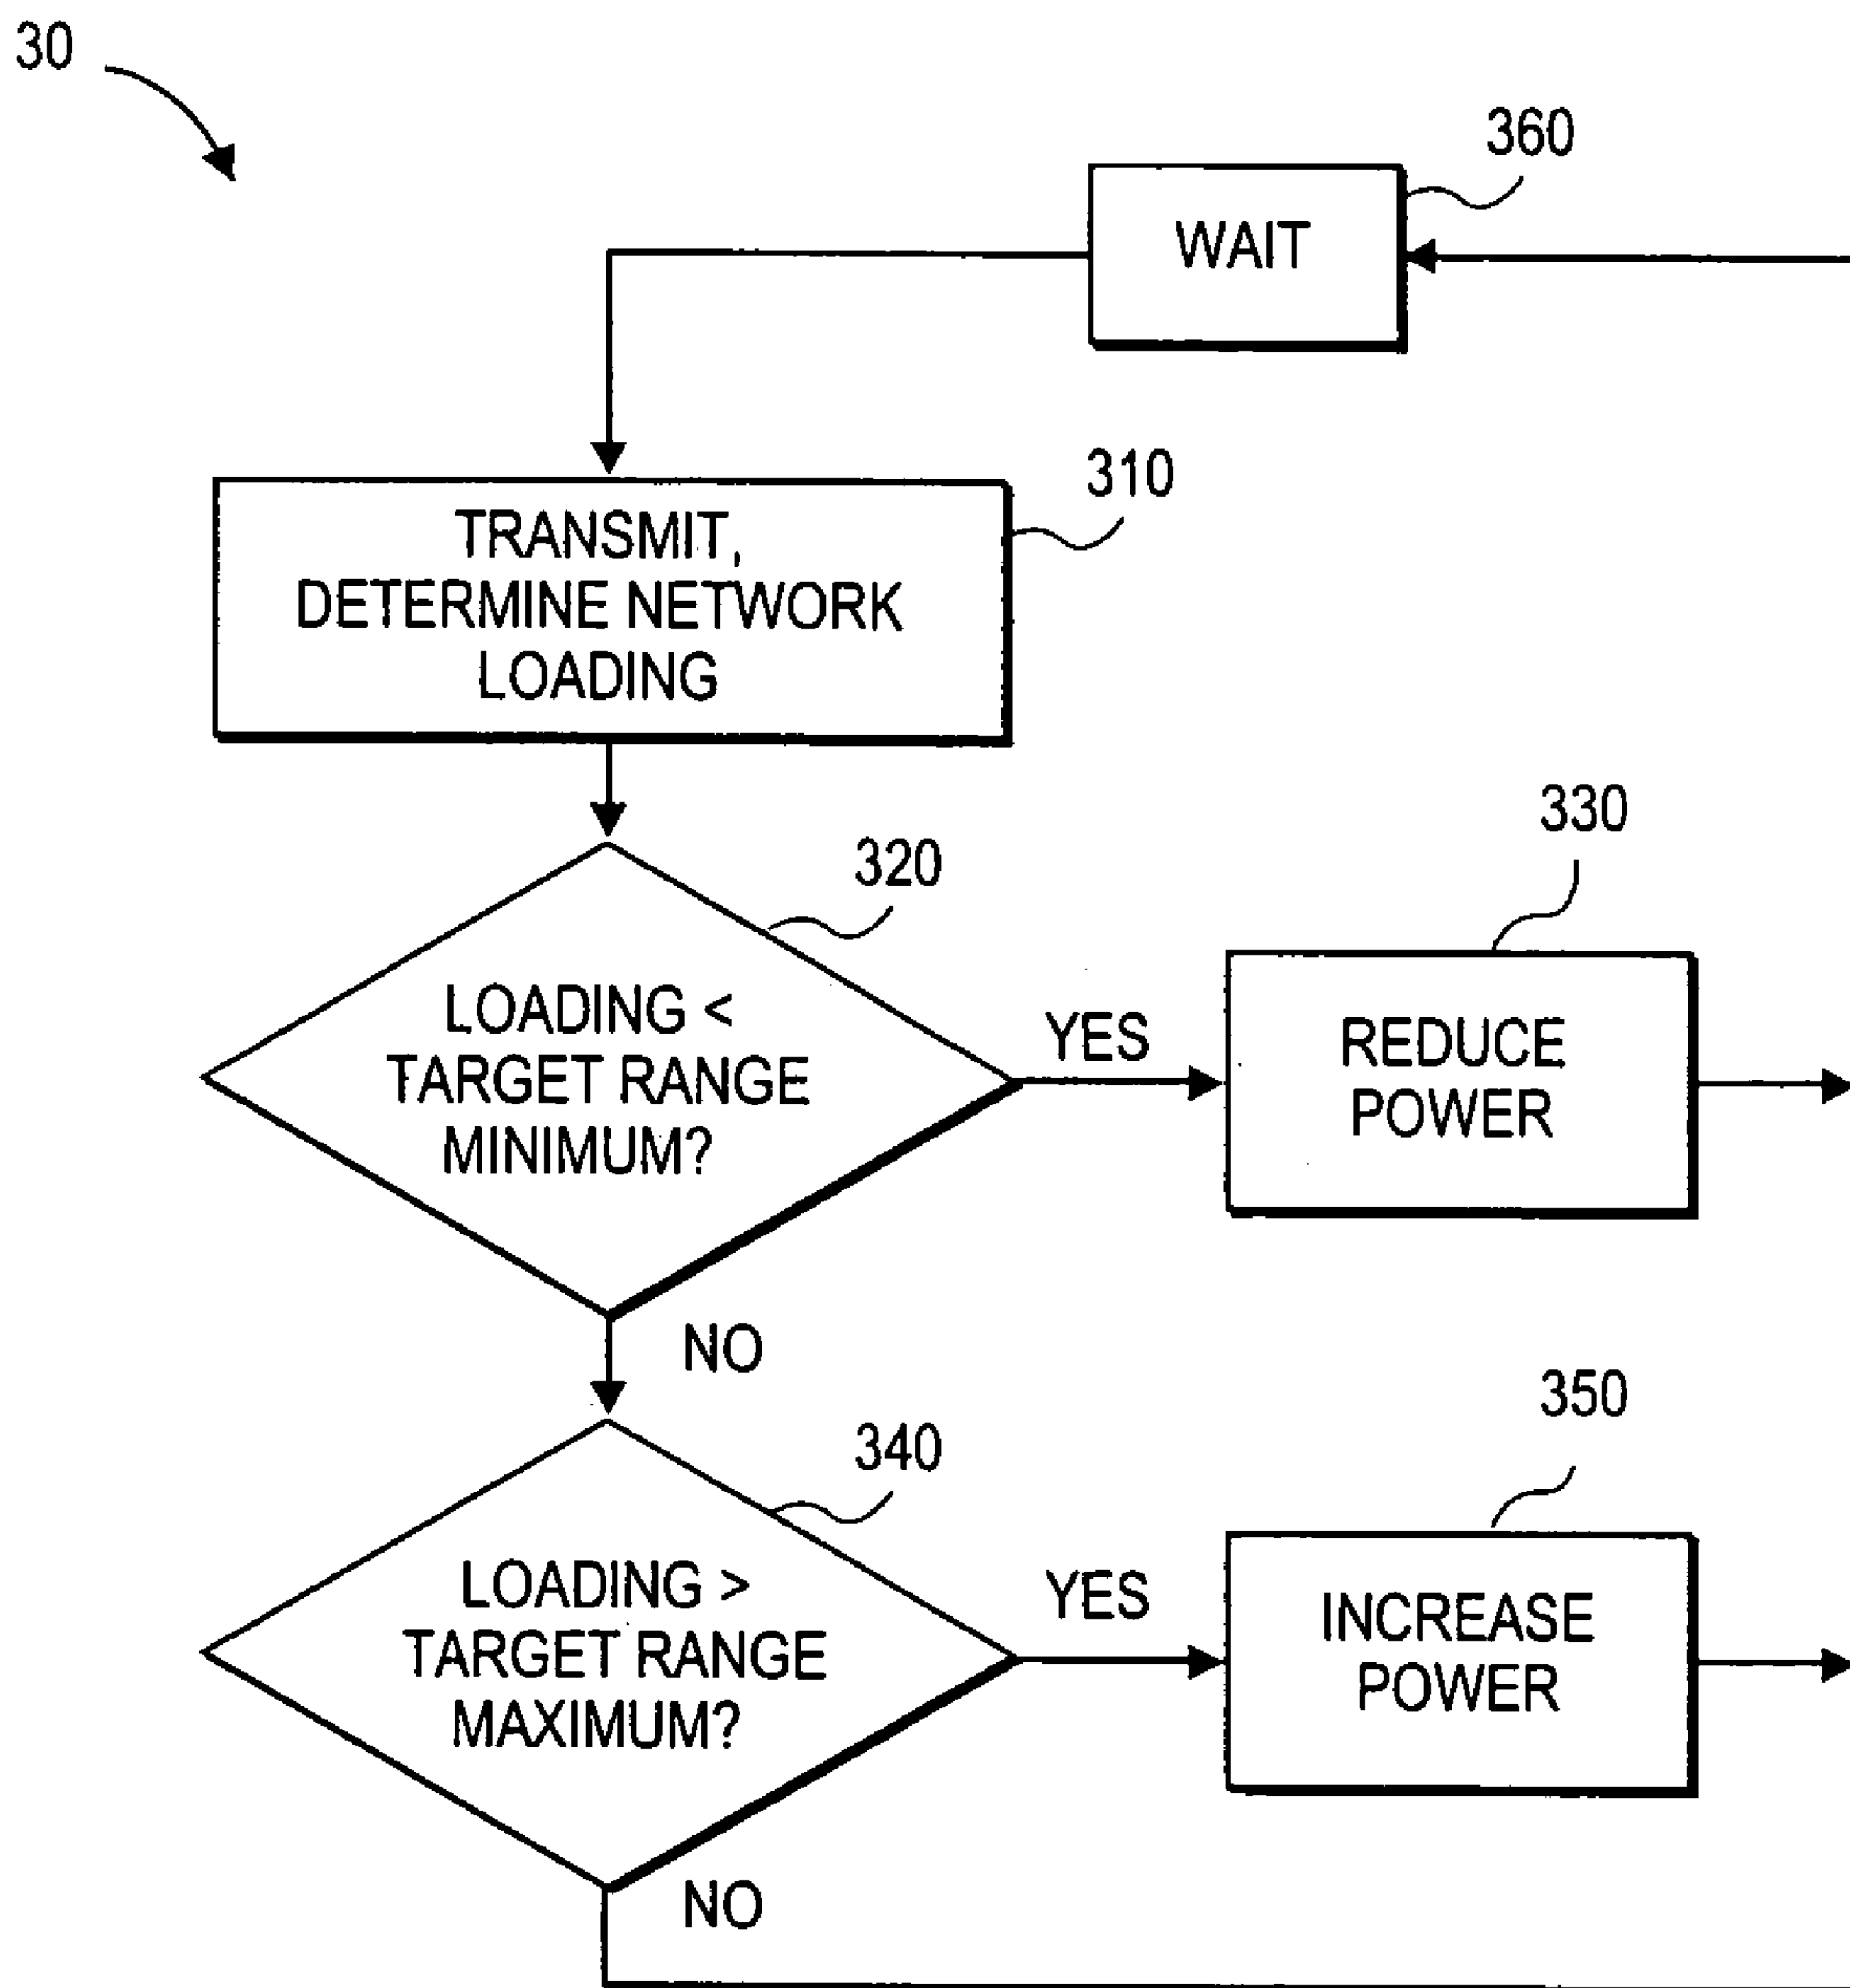 30
360
WAIT
310
TRANSMIT,
DETERMINE NETWORK
LOADING
320
LOADING <
TARGET RANGE
MINIMUM?
YES
330
REDUCE
POWER
NO
340
LOADING >
TARGET RANGE
MAXIMUM?
YES
350
INCREASE
POWER
NO